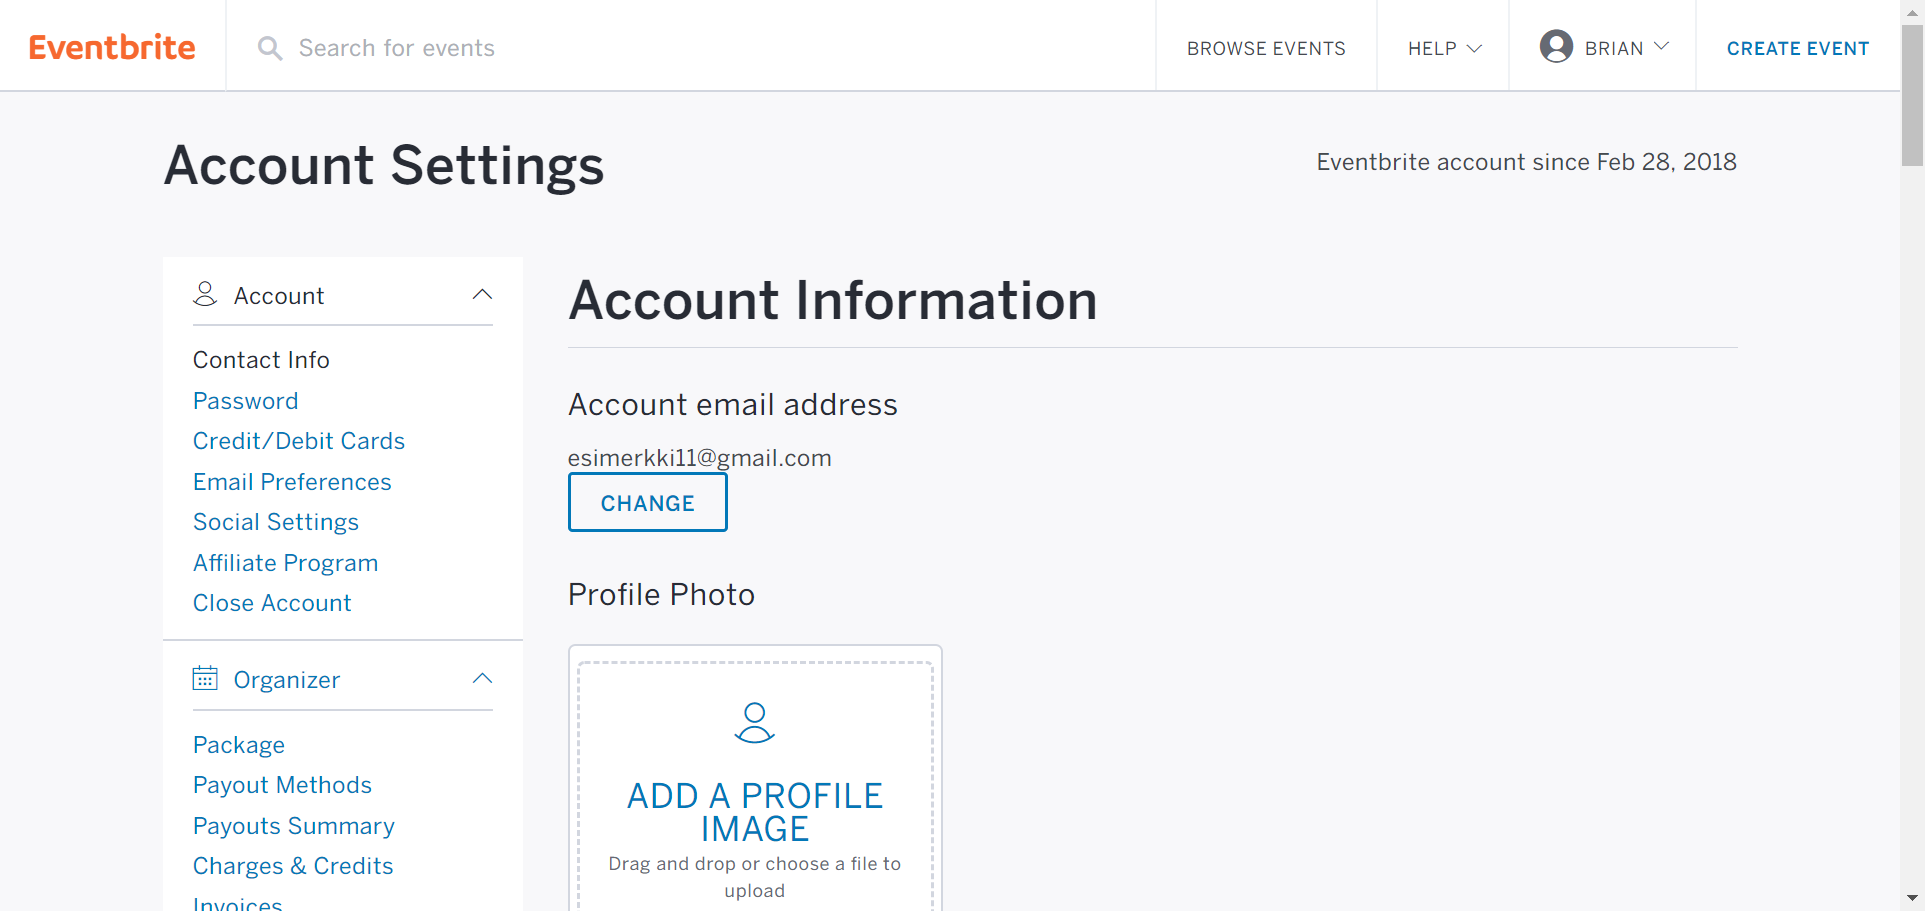 Eventbrite
Search for events
BROWSE EVENTS
HELP
BRIAN
CREATE EVENT
Account Settings
Eventbrite account since Feb 28, 2018
Account
Contact Info
Password
Credit/Debit Cards
Email Preferences
Social Settings
Affiliate Program
Close Account
Organizer
Package
Payout Methods
Payouts Summary
Charges & Credits
Invoices
Account Information
Account email address
esimerkki11@gmail.com
CHANGE
Profile Photo
ADD A PROFILE
IMAGE
Drag and drop or choose a file to
upload